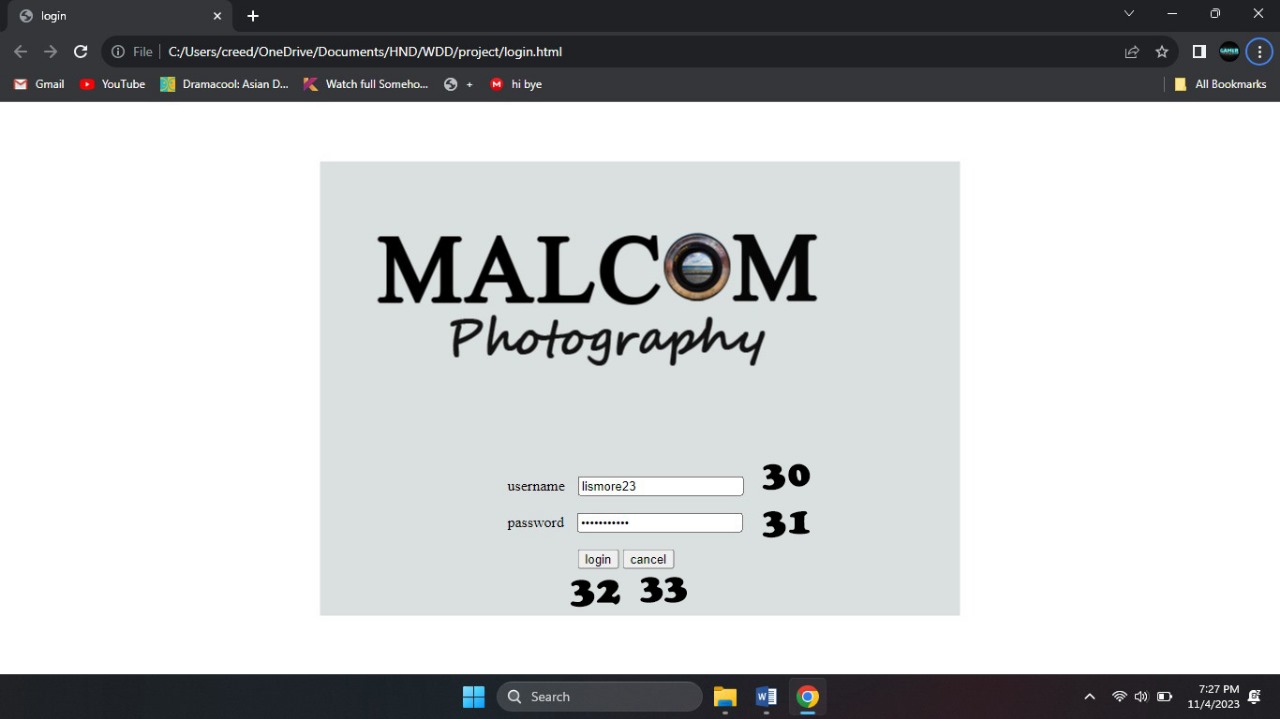 login
File
C:/Users/creed/OneDrive/Documents/HND/WDD/project/login.html
Gmail
YouTube
Dramacool: Asian D...
Watch full Someho...
+
hi bye
All Bookmarks
MALCOM
Photography
username lismore23 30
password ••••••••••• 31
login cancel
32 33
Search
7:27 PM
11/4/2023